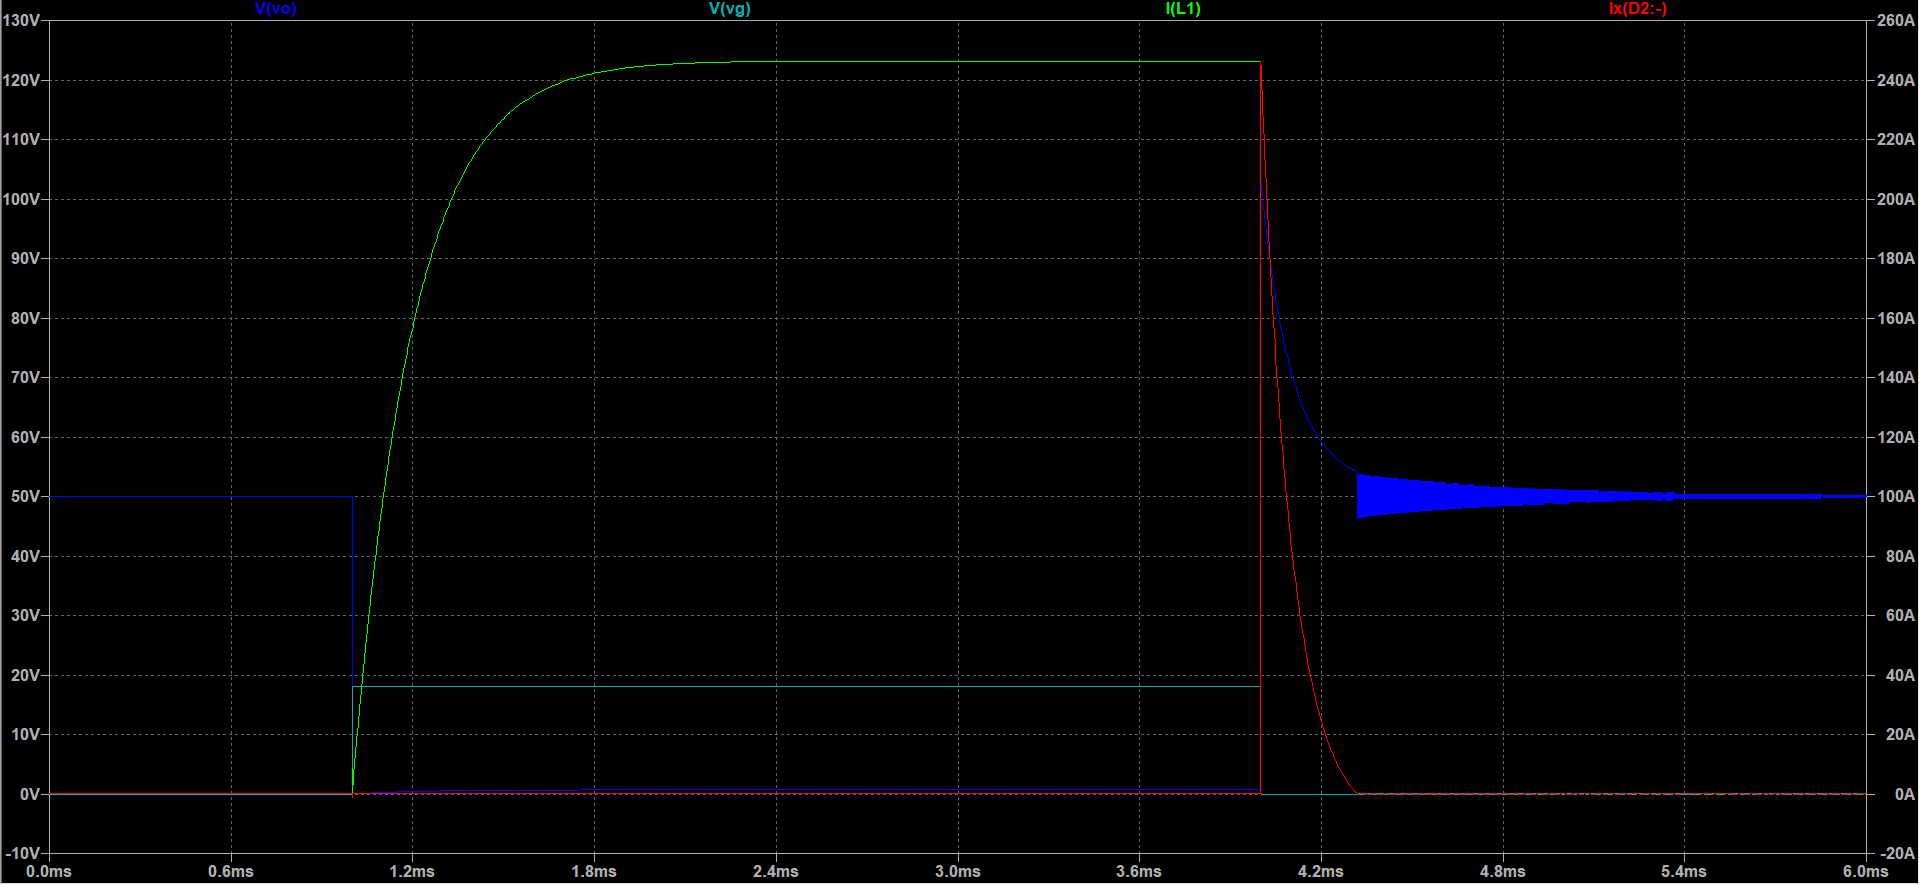 V(vo) V(vg) I(L1) Ix(D2:-)
130V 260A
120V 240A
110V 220A
100V 200A
90V 180A
80V 160A
70V 140A
60V 120A
50V 100A
40V 80A
30V 60A
20V 40A
10V 20A
0V 0A
-10V -20A
0.0ms 0.6ms 1.2ms 1.8ms 2.4ms 3.0ms 3.6ms 4.2ms 4.8ms 5.4ms 6.0ms